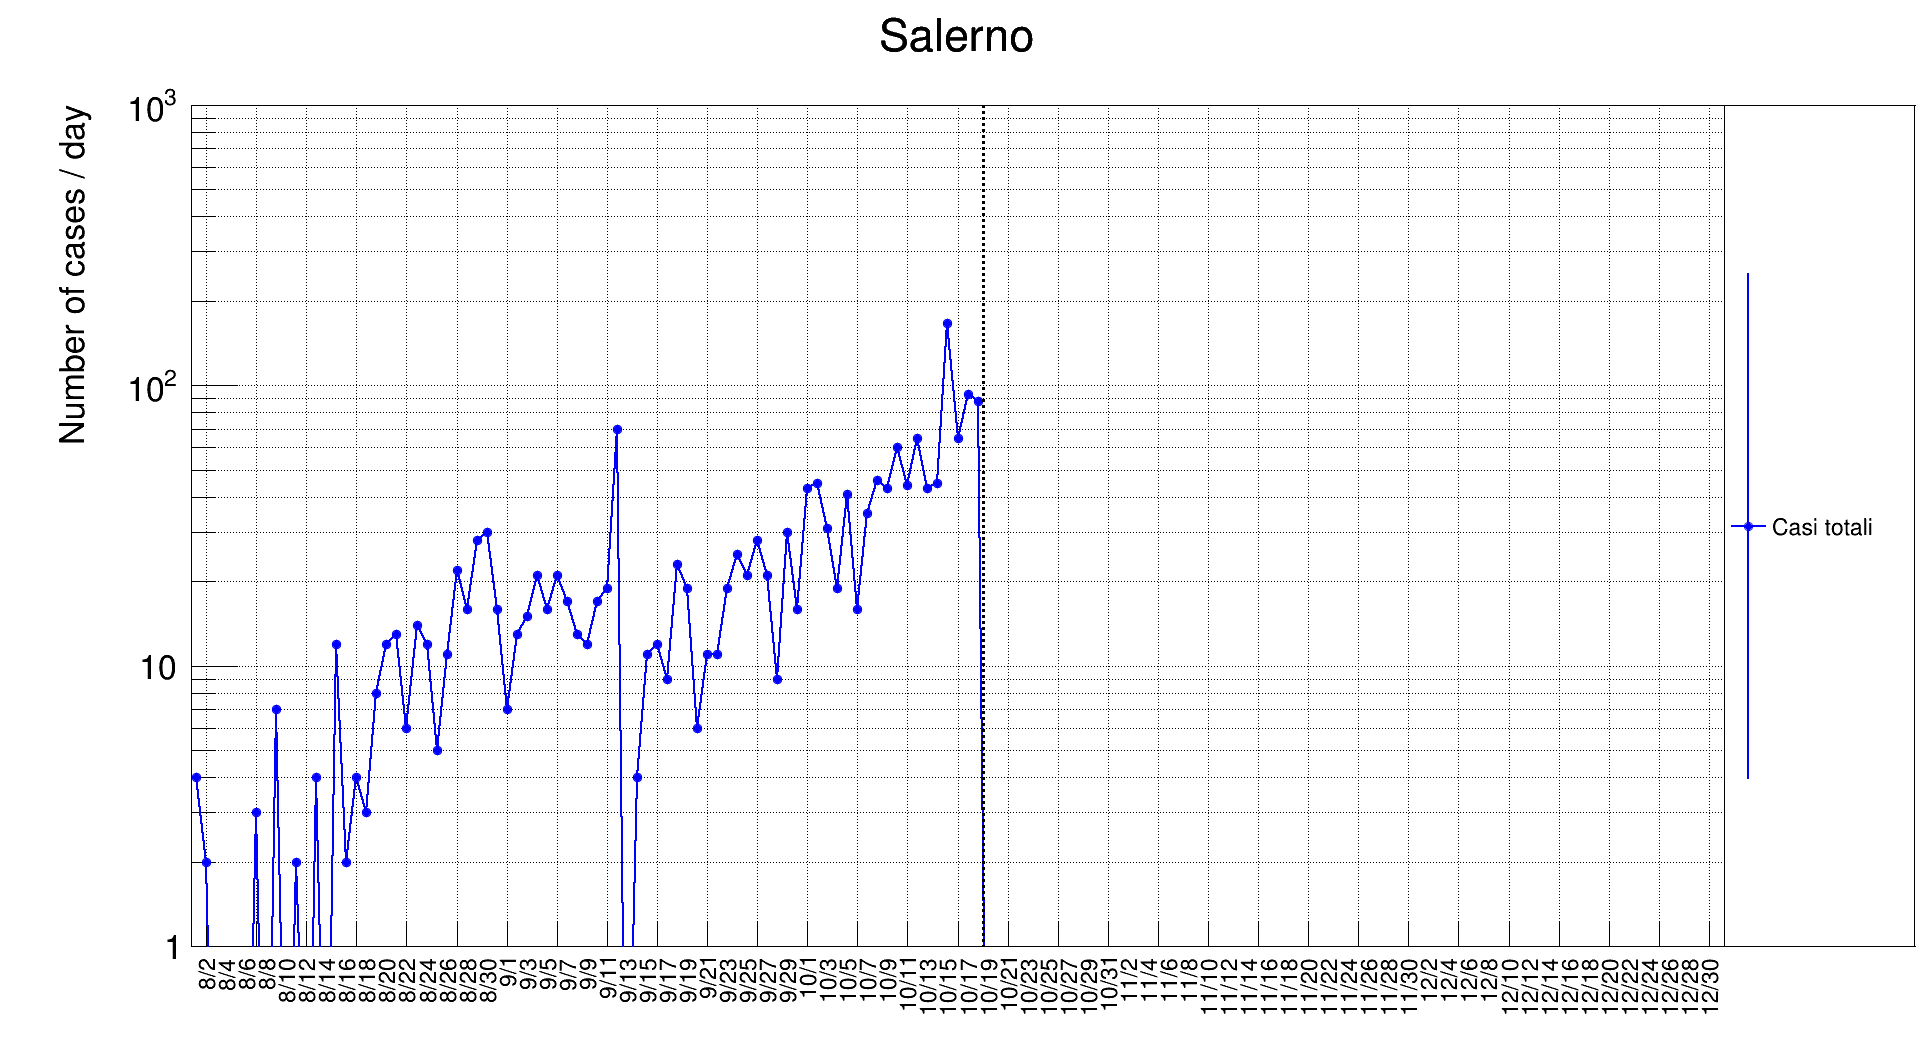 Salerno
Number of cases / day
10³
10²
10
1
8/2 8/4 8/6 8/8 8/10 8/12 8/14 8/16 8/18 8/20 8/22 8/24 8/26 8/28 8/30 9/1 9/3 9/5 9/7 9/9 9/11 9/13 9/15 9/17 9/19 9/21 9/23 9/25 9/27 9/29 10/1 10/3 10/5 10/7 10/9 10/11 10/13 10/15 10/17 10/19 10/21 10/23 10/25 10/27 10/29 10/31 11/2 11/4 11/6 11/8 11/10 11/12 11/14 11/16 11/18 11/20 11/22 11/24 11/26 11/28 11/30 12/2 12/4 12/6 12/8 12/10 12/12 12/14 12/16 12/18 12/20 12/22 12/24 12/26 12/28 12/30
Casi totali